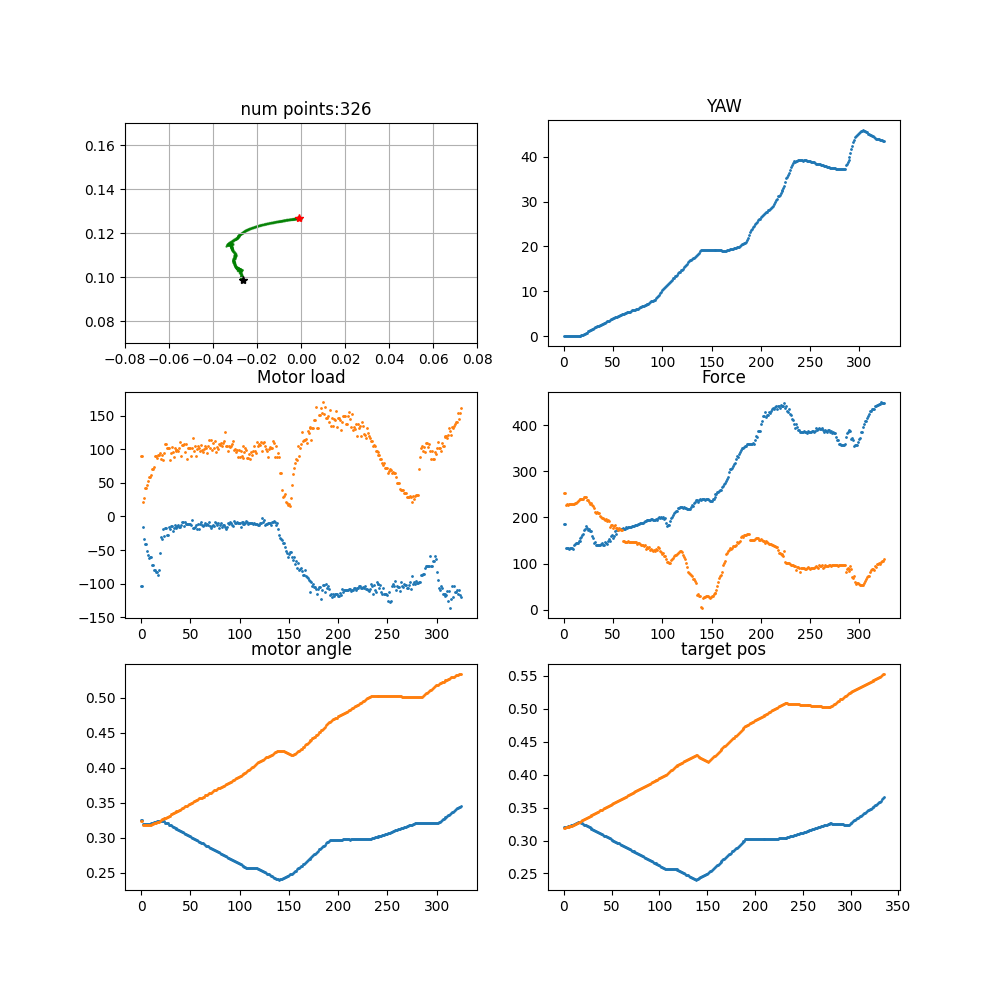 num points:326
YAW
0.16
0.14
0.12
0.10
0.08
−0.08 −0.06 −0.04 −0.02 0.00 0.02 0.04 0.06 0.08
40
30
20
10
0
0 50 100 150 200 250 300
Motor load
Force
150
100
50
0
−50
−100
−150
0 50 100 150 200 250 300
400
300
200
100
0
0 50 100 150 200 250 300
motor angle
target pos
0.50
0.45
0.40
0.35
0.30
0.25
0 50 100 150 200 250 300
0.55
0.50
0.45
0.40
0.35
0.30
0.25
0 50 100 150 200 250 300 350